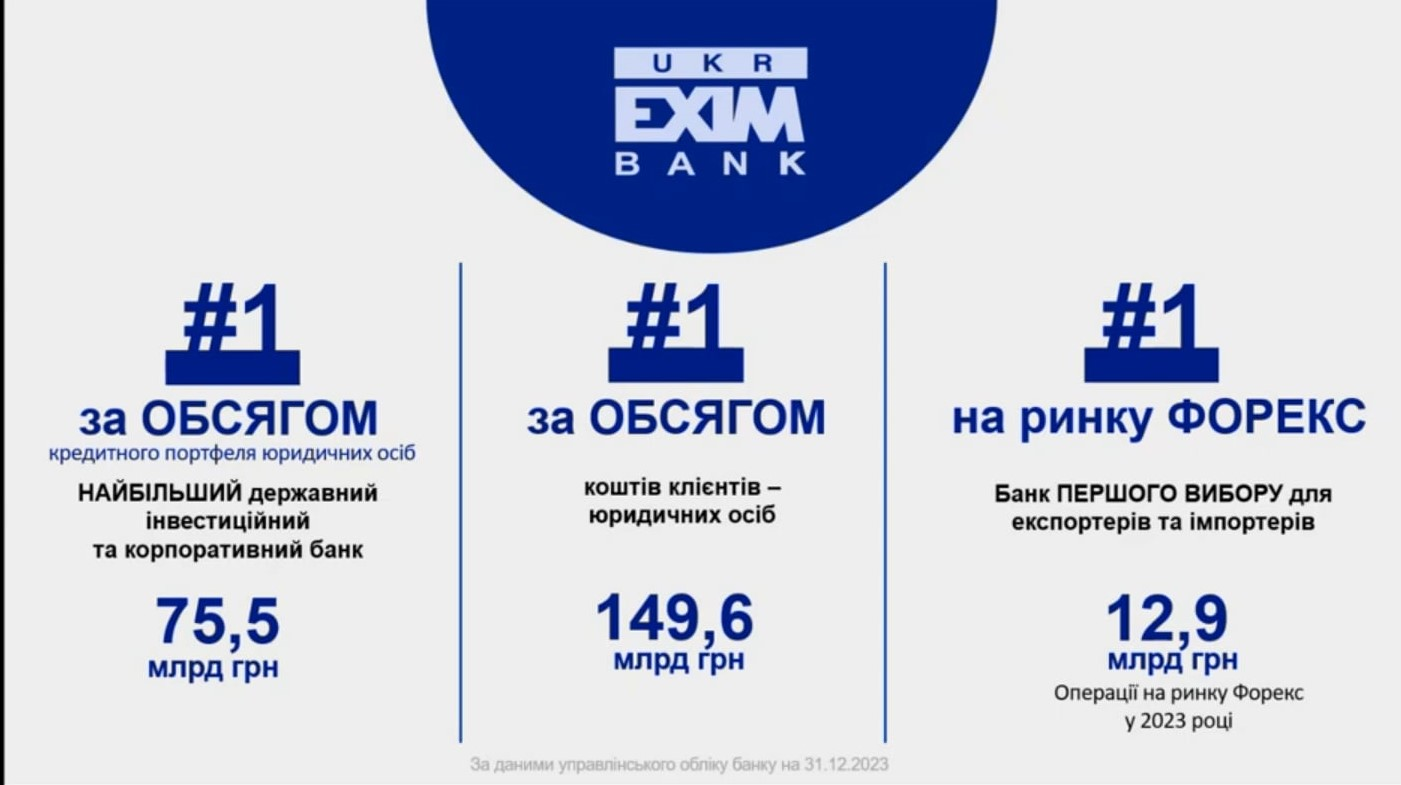 UKR
EXIM
BANK
#1
за ОБСЯГОМ
кредитного портфеля юридичних осіб
НАЙБІЛЬШИЙ державний
інвестиційний
та корпоративний банк
75,5
млрд грн
#1
за ОБСЯГОМ
коштів клієнтів –
юридичних осіб
149,6
млрд грн
#1
на ринку ФОРЕКС
Банк ПЕРШОГО ВИБОРУ для
експортерів та імпортерів
12,9
млрд грн
Операції на ринку Форекс
у 2023 році
За даними управлінського обліку банку на 31.12.2023